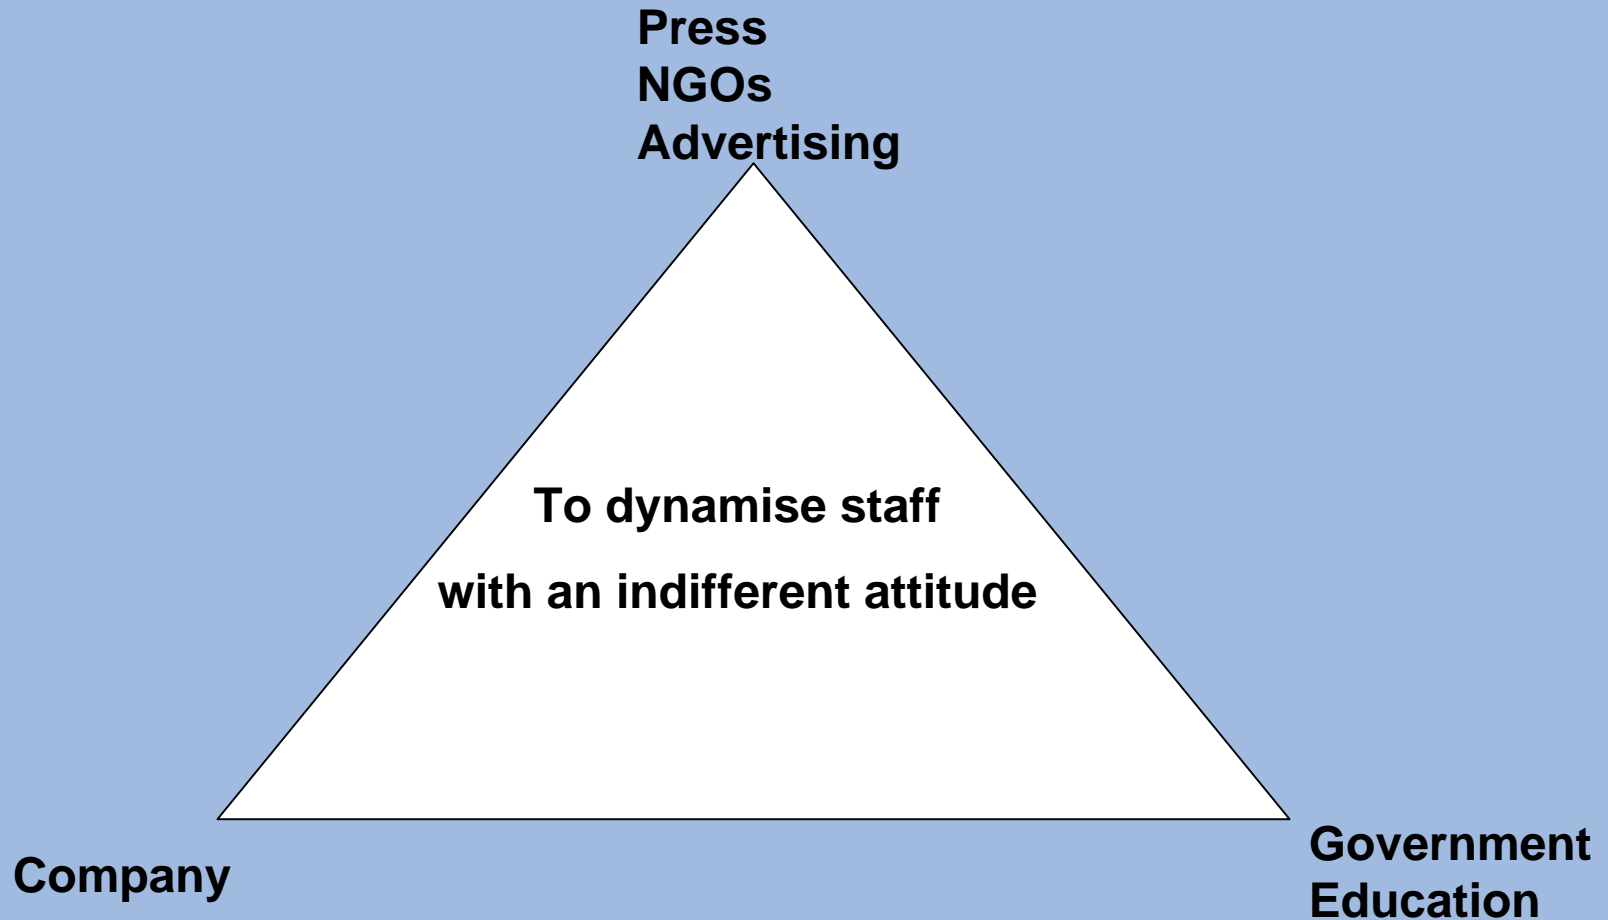 Press
NGOs
Advertising
To dynamise staff
with an indifferent attitude
Company
Government
Education